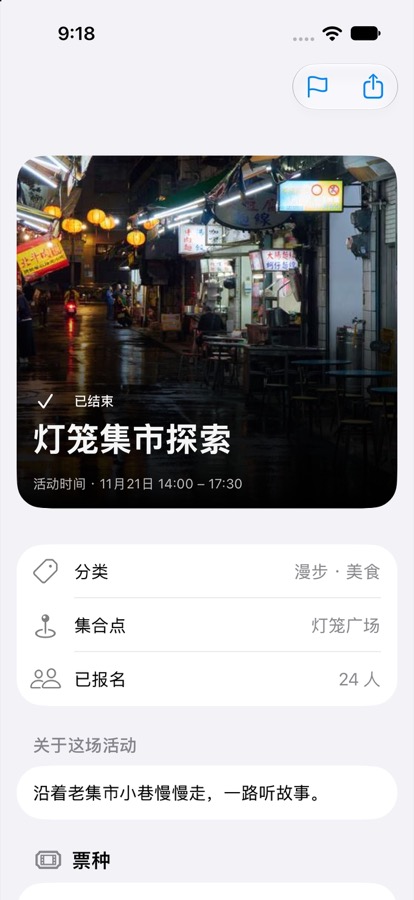 9:18
已结束
灯笼集市探索
活动时间 · 11月21日 14:00 – 17:30
分类
漫步 · 美食
集合点
灯笼广场
已报名
24 人
关于这场活动
沿着老集市小巷慢慢走，一路听故事。
票种